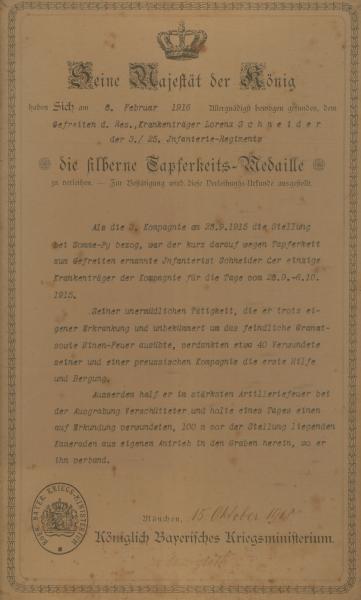 Seine Majestät der König
haben Sich am 8. Februar 1916 Allergnädigst bewogen gefunden, dem
Gefreiten d. Res., Krankenträger Lorenz Schneider
der 3./ 25. Infanterie-Regiments
die silberne Tapferkeits-Medaille
zu verleihen. — Zur Bestätigung wird diese Verleihungs-Urkunde ausgestellt.
Als die 3. Kompagnie am 28.9.1915 die Stellung
bei Somme-Py bezog, war der kurz darauf wegen Tapferkeit
zum Gefreiten ernannte Infanterist Schneider der einzige
Krankenträger der Kompagnie für die Tage vom 28.9.-6.10.
1915.
Seiner unermüdlichen Tätigkeit, die er trotz ei-
gener Erkrankung und unbekümmert um das feindliche Granat-
sowie Minen-Feuer ausübte, verdankten etwa 40 Verwundete
seiner und einer preussischen Kompagnie die erste Hilfe
und Bergung.
Ausserdem half er im stärksten Artilleriefeuer bei
der Ausgrabung Verschütteter und holte eines Tages einen
auf Erkundung verwundeten, 100 m vor der Stellung liegenden
Kameraden aus eigenem Antrieb in den Graben herein, wo er
ihn verband.
KGL. BAYER. KRIEGS-MINISTERIUM
München, 15. Oktober
Königlich Bayerisches Kriegsministerium.